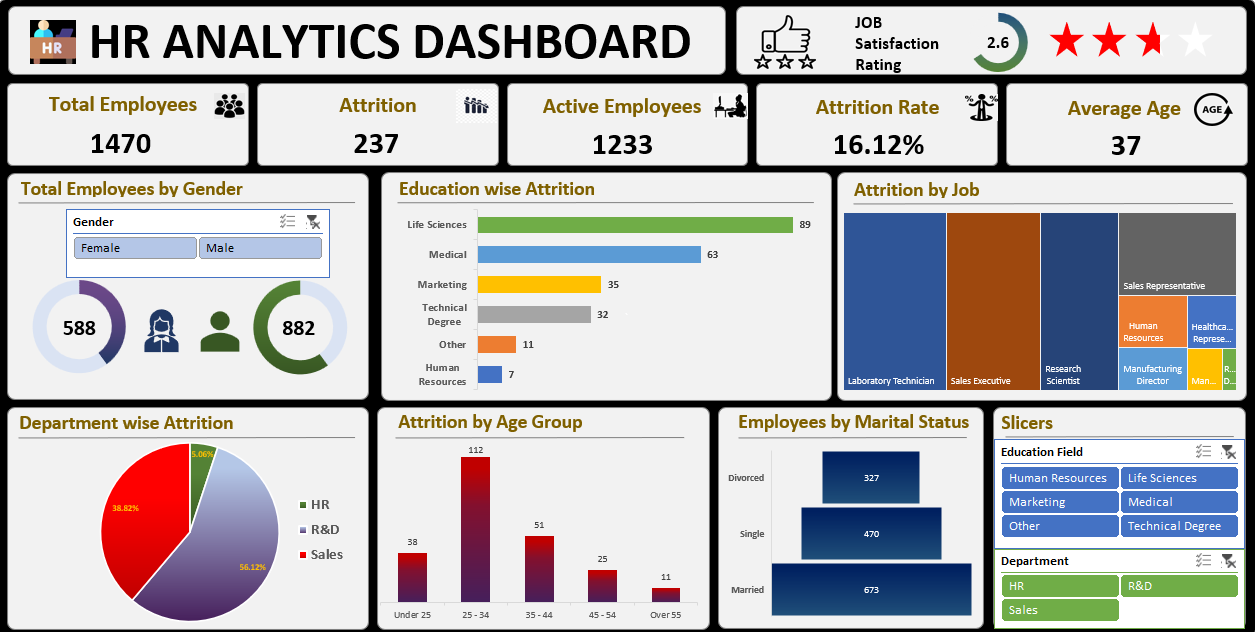 HR
HR ANALYTICS DASHBOARD
JOB
Satisfaction
Rating
2.6
Total Employees
1470
Attrition
237
Active Employees
1233
Attrition Rate
16.12%
Average Age
AGE
37
Total Employees by Gender
Gender
Female
Male
588
882
Education wise Attrition
Life Sciences
89
Medical
63
Marketing
35
Technical
Degree
32
Other
11
Human
Resources
7
Attrition by Job
Laboratory Technician
Sales Executive
Research
Scientist
Sales Representative
Human
Resources
Healthca...
Represe...
Manufacturing
Director
Man...
R...
D...
Department wise Attrition
5.06%
38.82%
56.12%
HR
R&D
Sales
Attrition by Age Group
38
112
51
25
11
Under 25
25 - 34
35 - 44
45 - 54
Over 55
Employees by Marital Status
Divorced
327
Single
470
Married
673
Slicers
Education Field
Human Resources
Life Sciences
Marketing
Medical
Other
Technical Degree
Department
HR
R&D
Sales